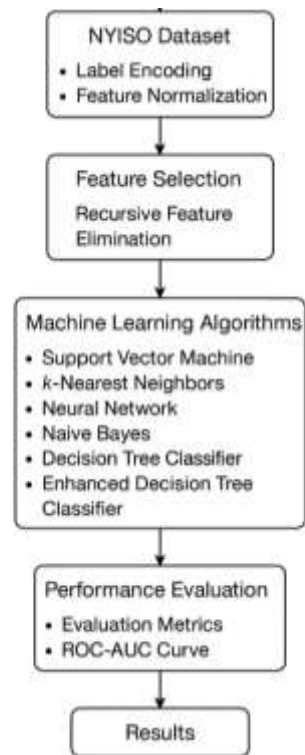 NYISO Dataset
• Label Encoding
• Feature Normalization
Feature Selection
Recursive Feature
Elimination
Machine Learning Algorithms
• Support Vector Machine
• k-Nearest Neighbors
• Neural Network
• Naive Bayes
• Decision Tree Classifier
• Enhanced Decision Tree
Classifier
Performance Evaluation
• Evaluation Metrics
• ROC-AUC Curve
Results